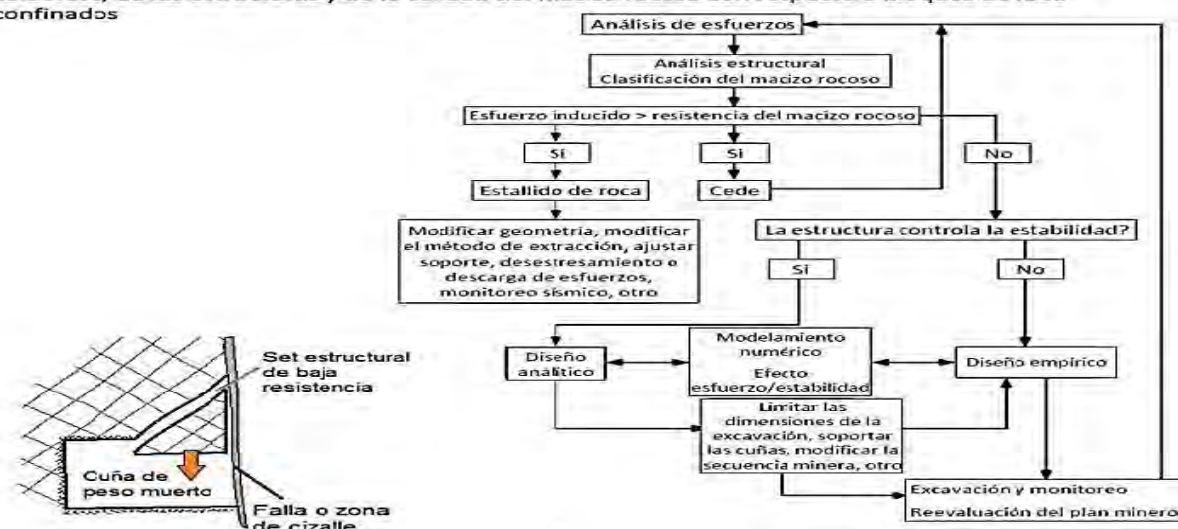 confinados
Análisis de esfuerzos
Análisis estructural
Clasificación del macizo rocoso
Esfuerzo inducido > resistencia del macizo rocoso
Sí
Si
No
Estallido de roca
Cede
Modificar geometría, modificar
el método de extracción, ajustar
soporte, desestresamiento o
descarga de esfuerzos,
monitoreo sísmico, otro
La estructura controla la estabilidad?
Si
No
Diseño
analítico
Modelamiento
numérico
Efecto
esfuerzo/estabilidad
Diseño empírico
Limitar las
dimensiones de la
excavación, soportar
las cuñas, modificar la
secuencia minera, otro
Excavación y monitoreo
Reevaluación del plan minero
Set estructural
de baja
resistencia
Cuña de
peso muerto
Falla o zona
de cizalle